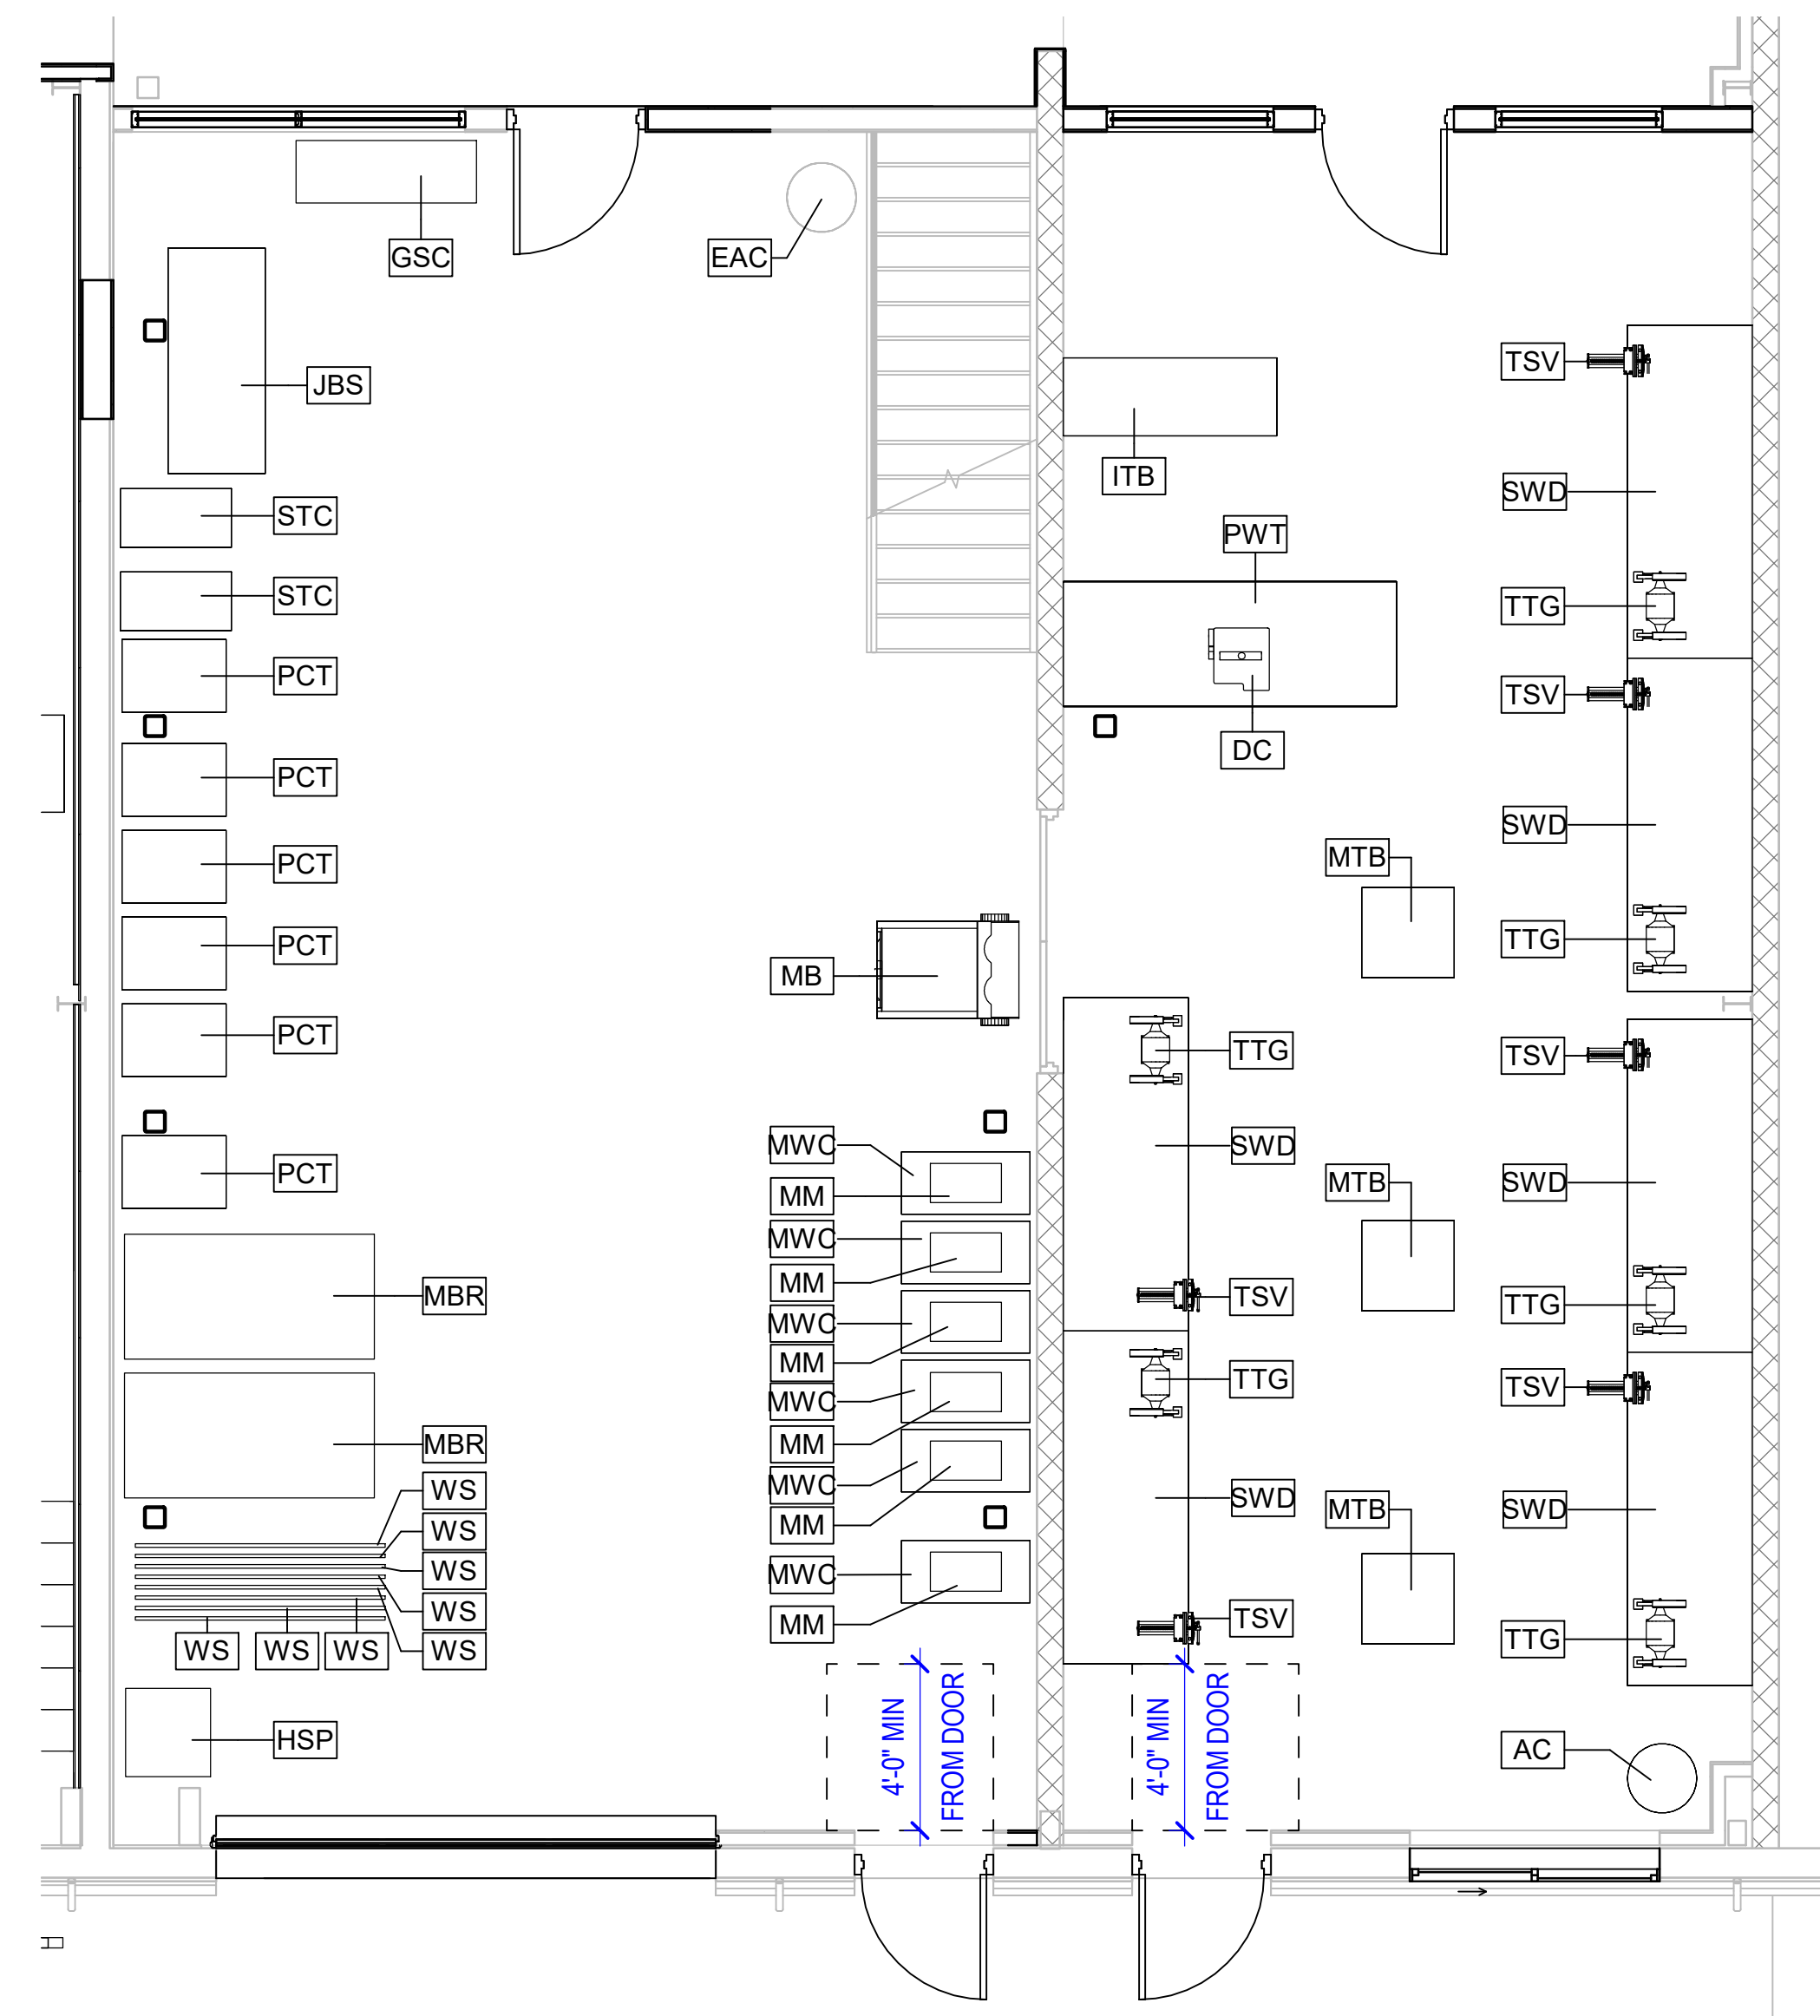 GSC
EAC
JBS
TSV
ITB
SWD
STC
PWT
STC
TTG
PCT
TSV
DC
PCT
SWD
MTB
PCT
TTG
PCT
MB
PCT
TTG
TSV
MWC
SWD
PCT
MTB
SWD
MM
MWC
MM
MBR
TSV
TTG
MWC
MM
TTG
TSV
MWC
MBR
MM
MWC
WS
SWD
MTB
SWD
MM
WS
WS
MWC
WS
MM
TSV
TTG
WS
WS
WS
WS
4'-0" MIN
FROM DOOR
4'-0" MIN
FROM DOOR
HSP
AC